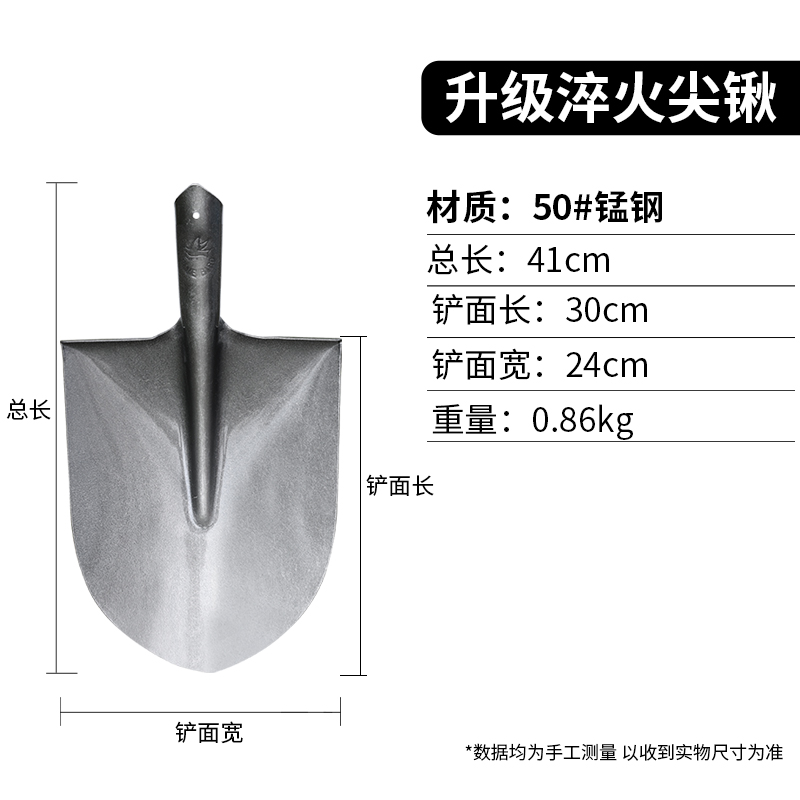 升级淬火尖锹
材质：50#锰钢
总长：41cm
铲面长：30cm
铲面宽：24cm
重量：0.86kg
总长
铲面长
铲面宽
*数据均为手工测量 以收到实物尺寸为准